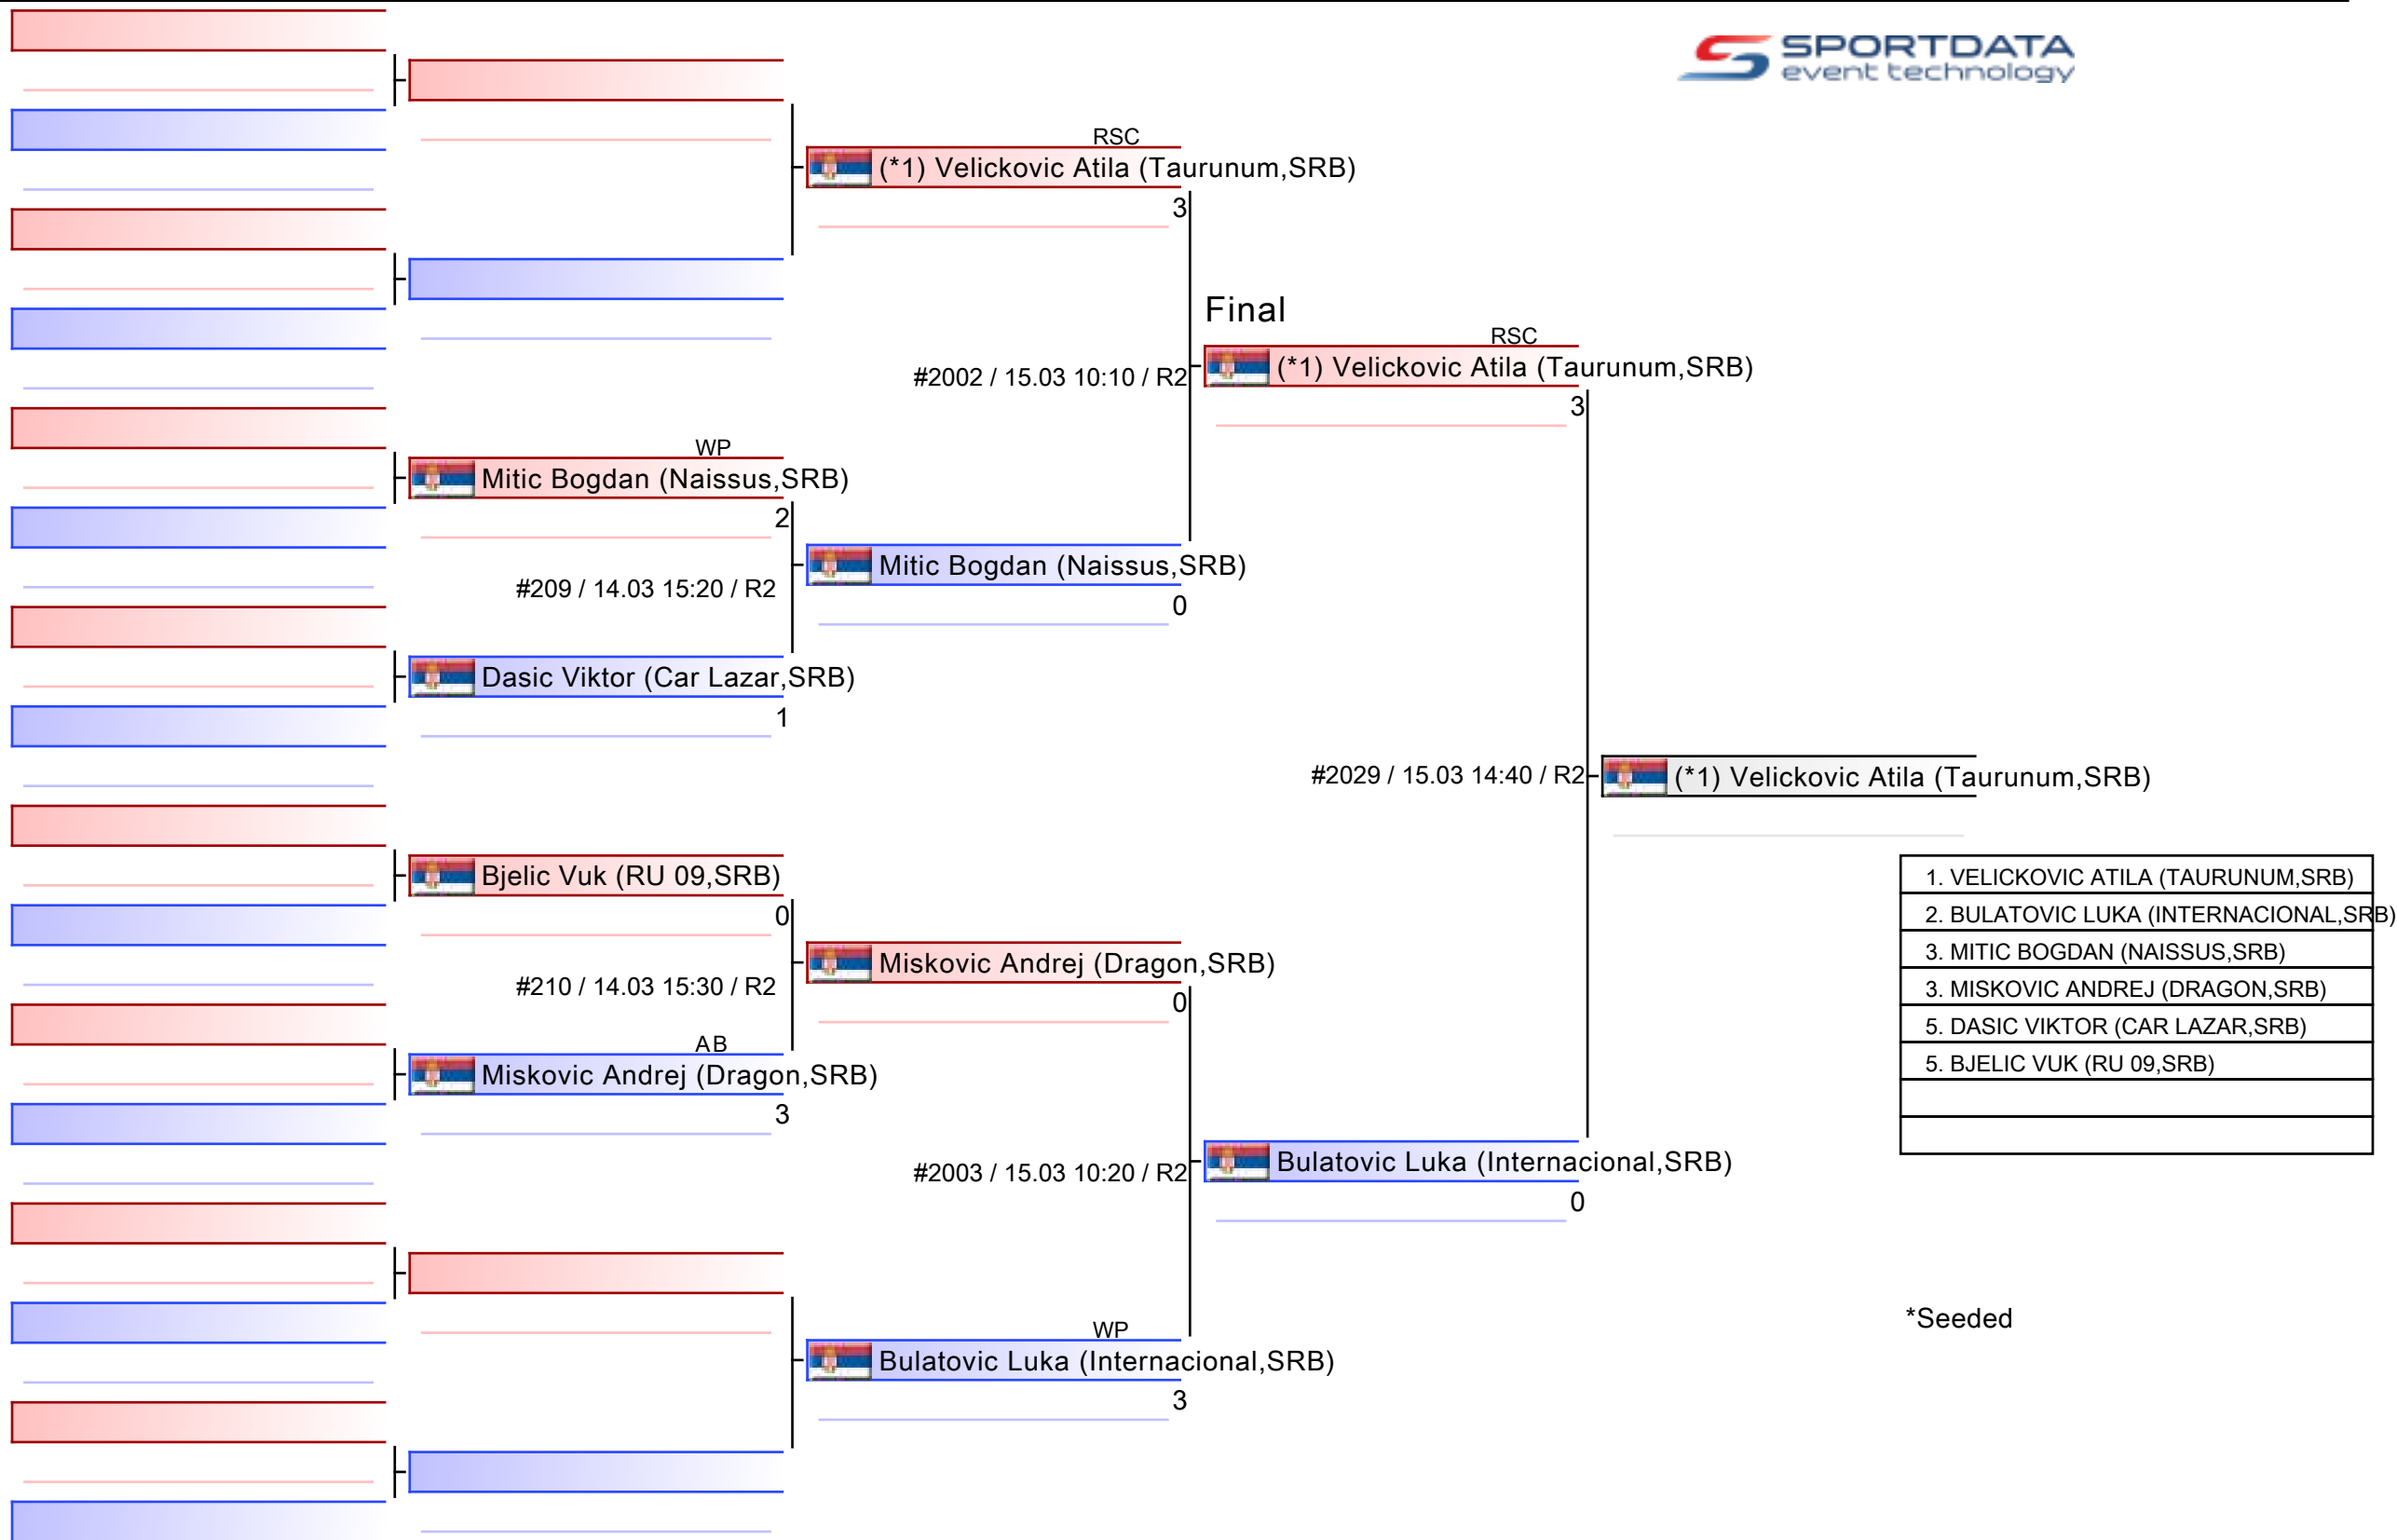 SPORTDATA
event technology
RSC
(*1) Velickovic Atila (Taurunum,SRB)
3
Final
RSC
(*1) Velickovic Atila (Taurunum,SRB)
#2002 / 15.03 10:10 / R2
3
WP
Mitic Bogdan (Naissus,SRB)
2
Mitic Bogdan (Naissus,SRB)
#209 / 14.03 15:20 / R2
0
Dasic Viktor (Car Lazar,SRB)
1
#2029 / 15.03 14:40 / R2
(*1) Velickovic Atila (Taurunum,SRB)
Bjelic Vuk (RU 09,SRB)
0
Miskovic Andrej (Dragon,SRB)
#210 / 14.03 15:30 / R2
0
AB
Miskovic Andrej (Dragon,SRB)
3
#2003 / 15.03 10:20 / R2
Bulatovic Luka (Internacional,SRB)
0
WP
Bulatovic Luka (Internacional,SRB)
3
1. VELICKOVIC ATILA (TAURUNUM,SRB)
2. BULATOVIC LUKA (INTERNACIONAL,SRB)
3. MITIC BOGDAN (NAISSUS,SRB)
3. MISKOVIC ANDREJ (DRAGON,SRB)
5. DASIC VIKTOR (CAR LAZAR,SRB)
5. BJELIC VUK (RU 09,SRB)
*Seeded